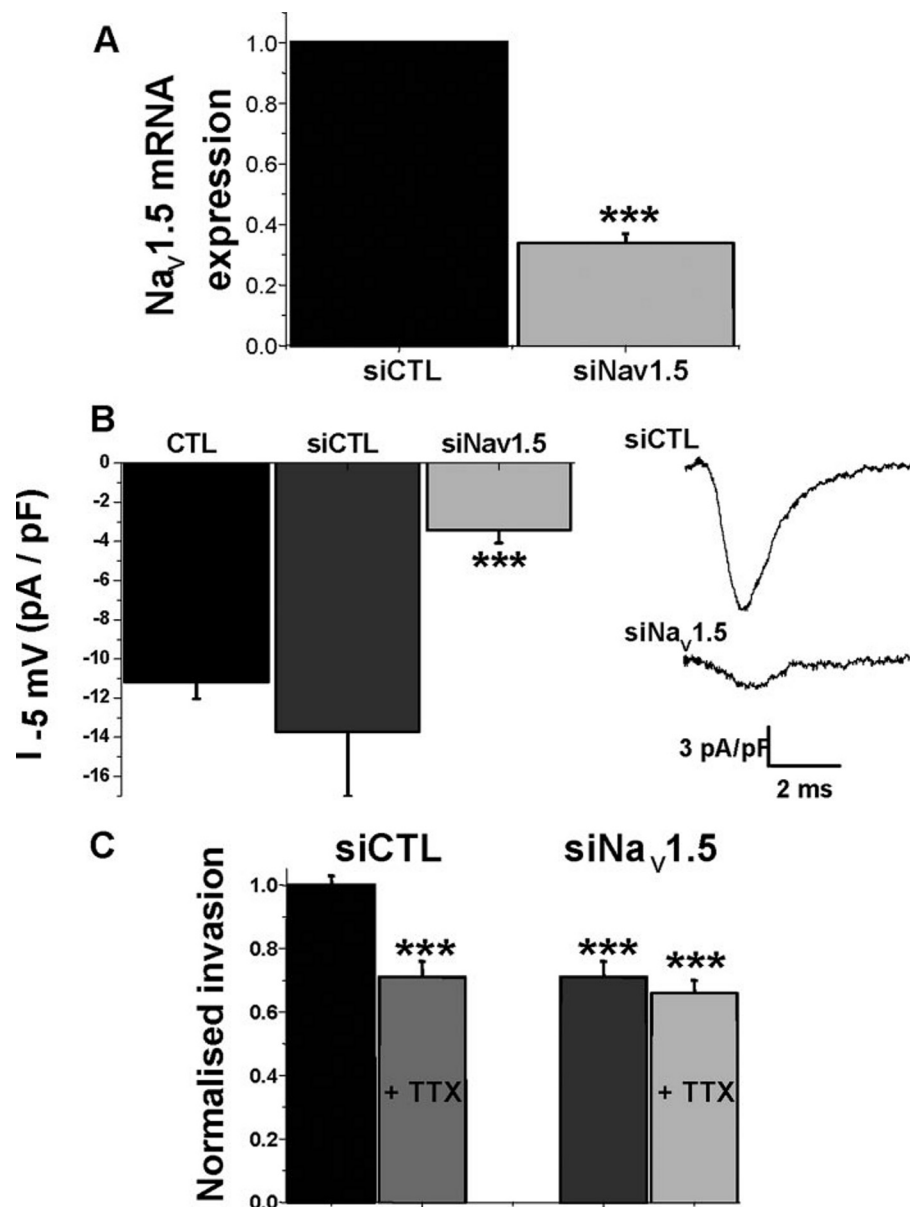 A
NaV1.5 mRNA
expression
1.0
0.8
0.6
0.4
0.2
0.0
***
siCTL siNav1.5
B
CTL siCTL siNav1.5
I -5 mV (pA / pF)
0
-2
-4
-6
-8
-10
-12
-14
-16
***
siCTL
siNaV1.5
3 pA/pF
2 ms
C
siCTL siNaV1.5
Normalised invasion
1.0
0.8
0.6
0.4
0.2
0.0
*** *** ***
+ TTX + TTX